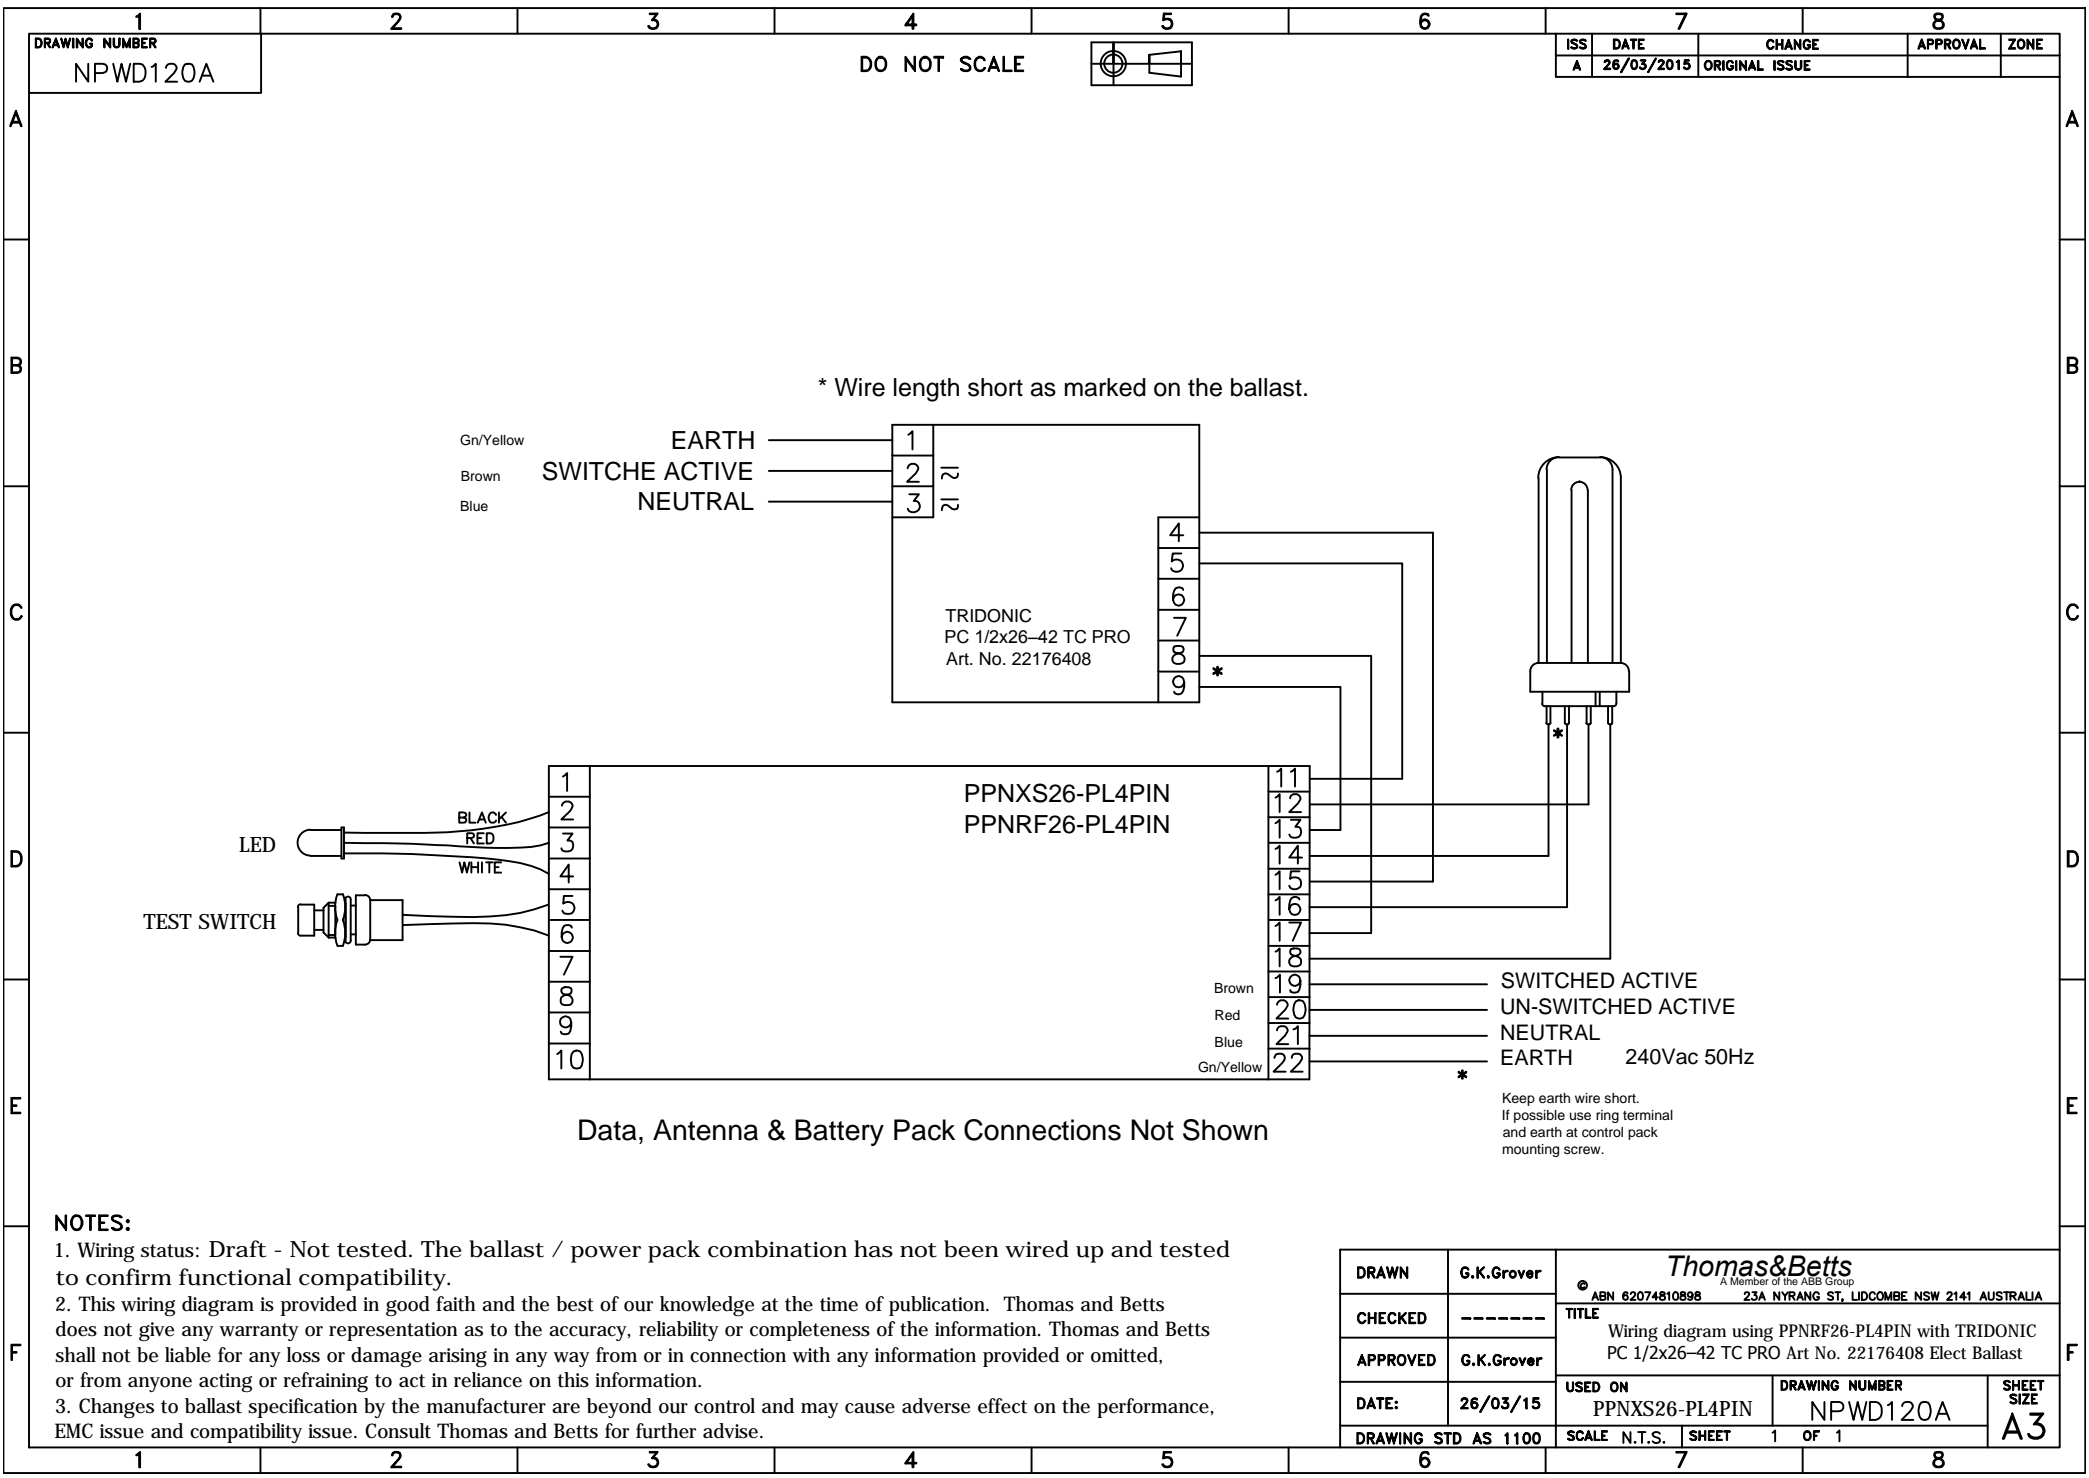 1 2 3 4 5 6 7 8
DRAWING NUMBER
NPWD120A
DO NOT SCALE
ISS DATE CHANGE APPROVAL ZONE
A 26/03/2015 ORIGINAL ISSUE
A A
B B
* Wire length short as marked on the ballast.
Gn/Yellow EARTH 1
Brown SWITCHE ACTIVE 2
Blue NEUTRAL 3
4
5
6
7
8
9
*
TRIDONIC
PC 1/2x26–42 TC PRO
Art. No. 22176408
C C
*
PPNXS26-PL4PIN
PPNRF26-PL4PIN
1
2
3
4
5
6
7
8
9
10
BLACK
RED
WHITE
LED
TEST SWITCH
D D
11
12
13
14
15
16
17
18
Brown 19 SWITCHED ACTIVE
Red 20 UN-SWITCHED ACTIVE
Blue 21 NEUTRAL
Gn/Yellow 22 EARTH 240Vac 50Hz
*
Keep earth wire short.
If possible use ring terminal
and earth at control pack
mounting screw.
E E
Data, Antenna & Battery Pack Connections Not Shown
NOTES:
1. Wiring status: Draft - Not tested. The ballast / power pack combination has not been wired up and tested
to confirm functional compatibility.
2. This wiring diagram is provided in good faith and the best of our knowledge at the time of publication. Thomas and Betts
does not give any warranty or representation as to the accuracy, reliability or completeness of the information. Thomas and Betts
shall not be liable for any loss or damage arising in any way from or in connection with any information provided or omitted,
or from anyone acting or refraining to act in reliance on this information.
3. Changes to ballast specification by the manufacturer are beyond our control and may cause adverse effect on the performance,
EMC issue and compatibility issue. Consult Thomas and Betts for further advise.
F F
DRAWN G.K.Grover
CHECKED -------
APPROVED G.K.Grover
DATE: 26/03/15
DRAWING STD AS 1100
Thomas&Betts
A Member of the ABB Group
© ABN 62074810898 23A NYRANG ST, LIDCOMBE NSW 2141 AUSTRALIA
TITLE
Wiring diagram using PPNRF26-PL4PIN with TRIDONIC
PC 1/2x26–42 TC PRO Art No. 22176408 Elect Ballast
USED ON
PPNXS26-PL4PIN
DRAWING NUMBER
NPWD120A
SHEET SIZE
A3
SCALE N.T.S. SHEET 1 OF 1
1 2 3 4 5 6 7 8